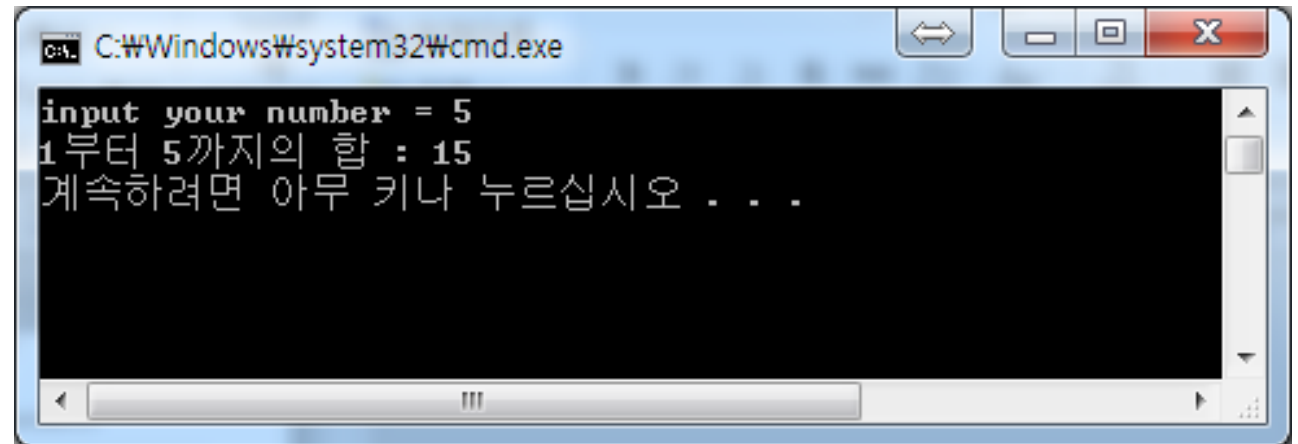 C:₩Windows₩system32₩cmd.exe
input your number = 5
1부터 5까지의 합 : 15
계속하려면 아무 키나 누르십시오 . . .